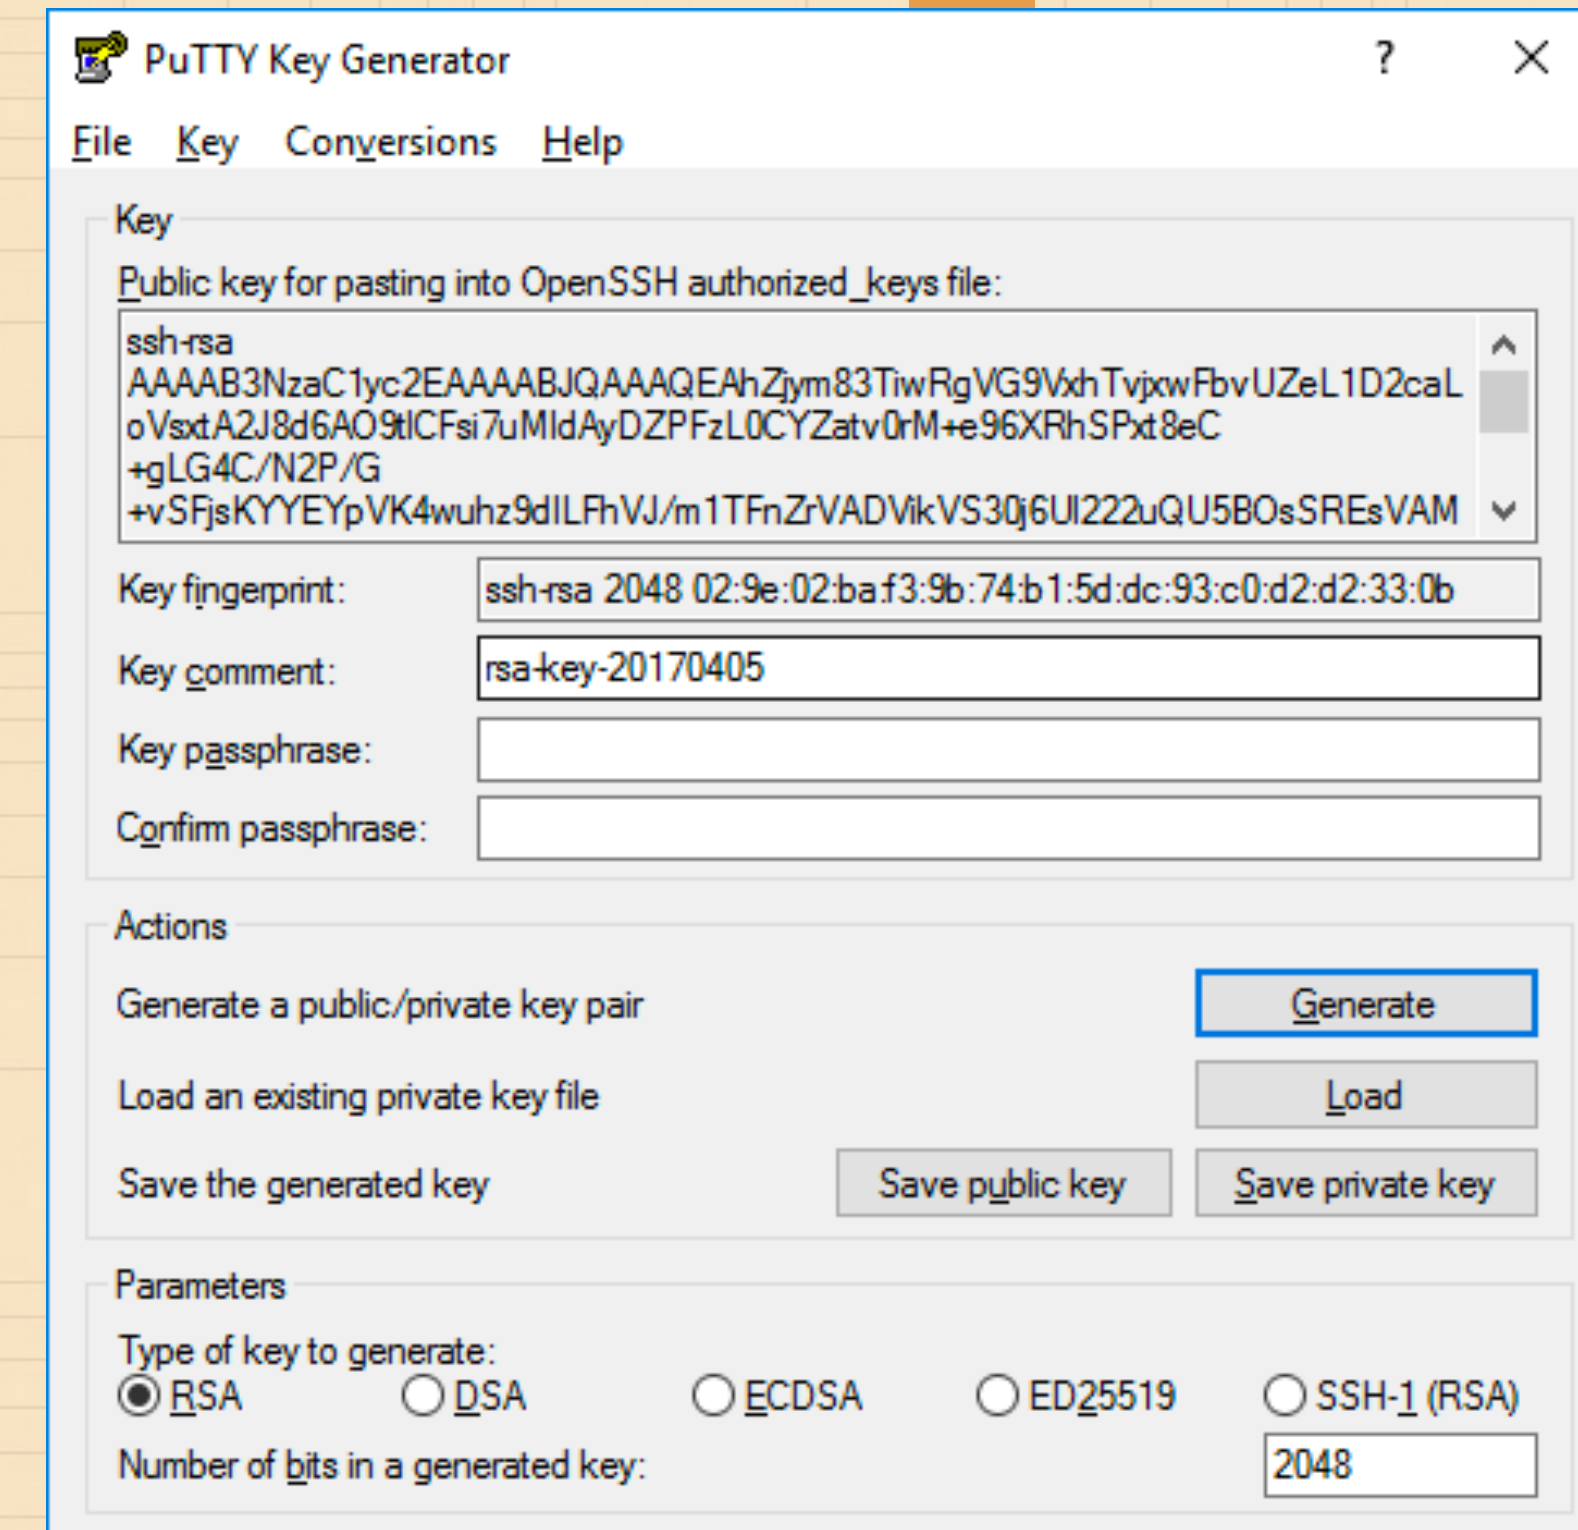 PuTTY Key Generator
?
File Key Conversions Help
Key
Public key for pasting into OpenSSH authorized_keys file:
ssh-rsa
AAAAB3NzaC1yc2EAAAABJQAAAQEAhZjym83TiwRgVG9VxhTvjxwFbvUZeL1D2caL
oVsxtA2J8d6AO9tlCFsi7uMldAyDZPFzL0CYZatv0rM+e96XRhSPxt8eC
+gLG4C/N2P/G
+vSFjsKYYEYpVK4wuhz9dILFhVJ/m1TFnZrVADVikVS30j6UI222uQU5BOsSREsVAM
Key fingerprint: ssh-rsa 2048 02:9e:02:ba:f3:9b:74:b1:5d:dc:93:c0:d2:d2:33:0b
Key comment: rsa-key-20170405
Key passphrase:
Confirm passphrase:
Actions
Generate a public/private key pair Generate
Load an existing private key file Load
Save the generated key Save public key Save private key
Parameters
Type of key to generate:
RSA DSA ECDSA ED25519 SSH-1 (RSA)
Number of bits in a generated key: 2048